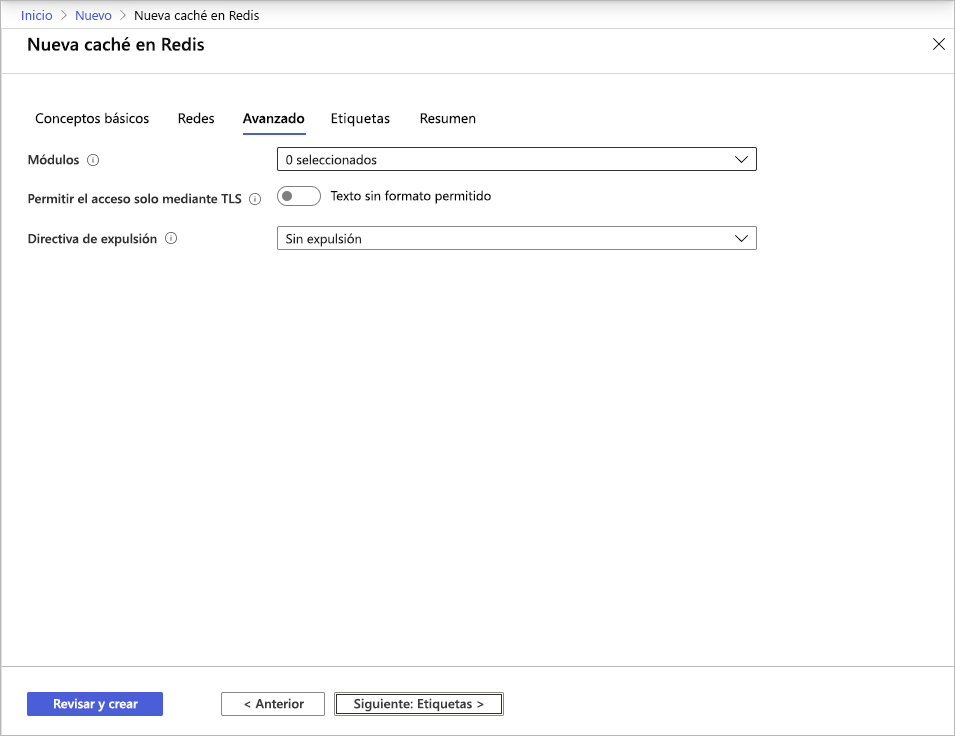 Inicio > Nuevo > Nueva caché en Redis
Nueva caché en Redis
Conceptos básicos Redes Avanzado Etiquetas Resumen
Módulos 0 seleccionados
Permitir el acceso solo mediante TLS Texto sin formato permitido
Directiva de expulsión Sin expulsión
Revisar y crear < Anterior Siguiente: Etiquetas >